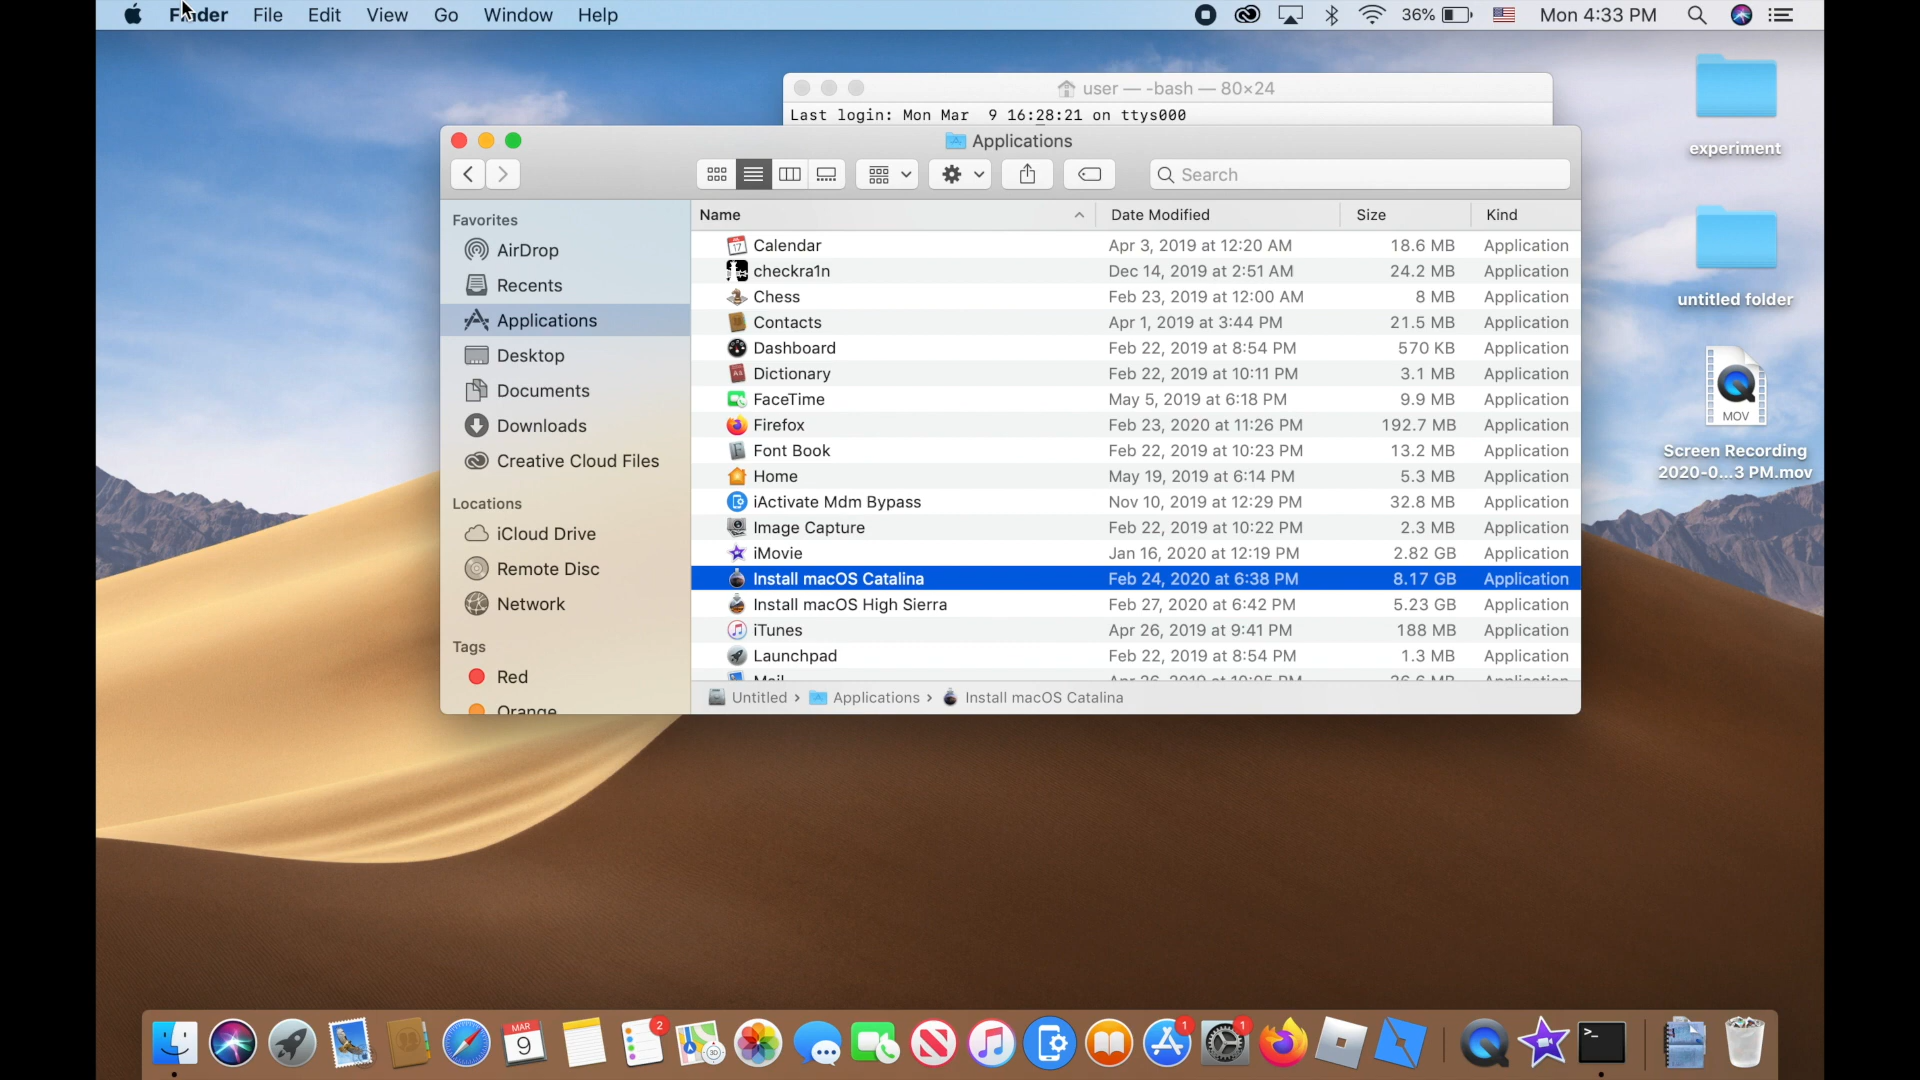 Finder File Edit View Go Window Help 36% Mon 4:33 PM
user — -bash — 80×24
Last login: Mon Mar  9 16:28:21 on ttys000
Applications
Search
Favorites
AirDrop
Recents
Applications
Desktop
Documents
Downloads
Creative Cloud Files
Locations
iCloud Drive
Remote Disc
Network
Tags
Red
Orange
Name Date Modified Size Kind
Calendar Apr 3, 2019 at 12:20 AM 18.6 MB Application
checkra1n Dec 14, 2019 at 2:51 AM 24.2 MB Application
Chess Feb 23, 2019 at 12:00 AM 8 MB Application
Contacts Apr 1, 2019 at 3:44 PM 21.5 MB Application
Dashboard Feb 22, 2019 at 8:54 PM 570 KB Application
Dictionary Feb 22, 2019 at 10:11 PM 3.1 MB Application
FaceTime May 5, 2019 at 6:18 PM 9.9 MB Application
Firefox Feb 23, 2020 at 11:26 PM 192.7 MB Application
Font Book Feb 22, 2019 at 10:23 PM 13.2 MB Application
Home May 19, 2019 at 6:14 PM 5.3 MB Application
iActivate Mdm Bypass Nov 10, 2019 at 12:29 PM 32.8 MB Application
Image Capture Feb 22, 2019 at 10:22 PM 2.3 MB Application
iMovie Jan 16, 2020 at 12:19 PM 2.82 GB Application
Install macOS Catalina Feb 24, 2020 at 6:38 PM 8.17 GB Application
Install macOS High Sierra Feb 27, 2020 at 6:42 PM 5.23 GB Application
iTunes Apr 26, 2019 at 9:41 PM 188 MB Application
Launchpad Feb 22, 2019 at 8:54 PM 1.3 MB Application
Untitled › Applications › Install macOS Catalina
experiment
untitled folder
MOV
Screen Recording
2020-0...3 PM.mov
MAR
9
2
3D
1
1
>_